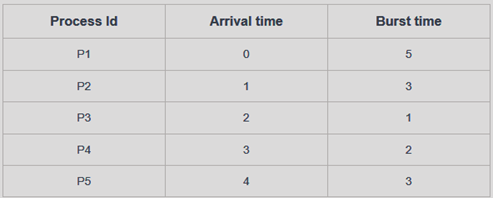 Process Id Arrival time Burst time
P1 0 5
P2 1 3
P3 2 1
P4 3 2
P5 4 3